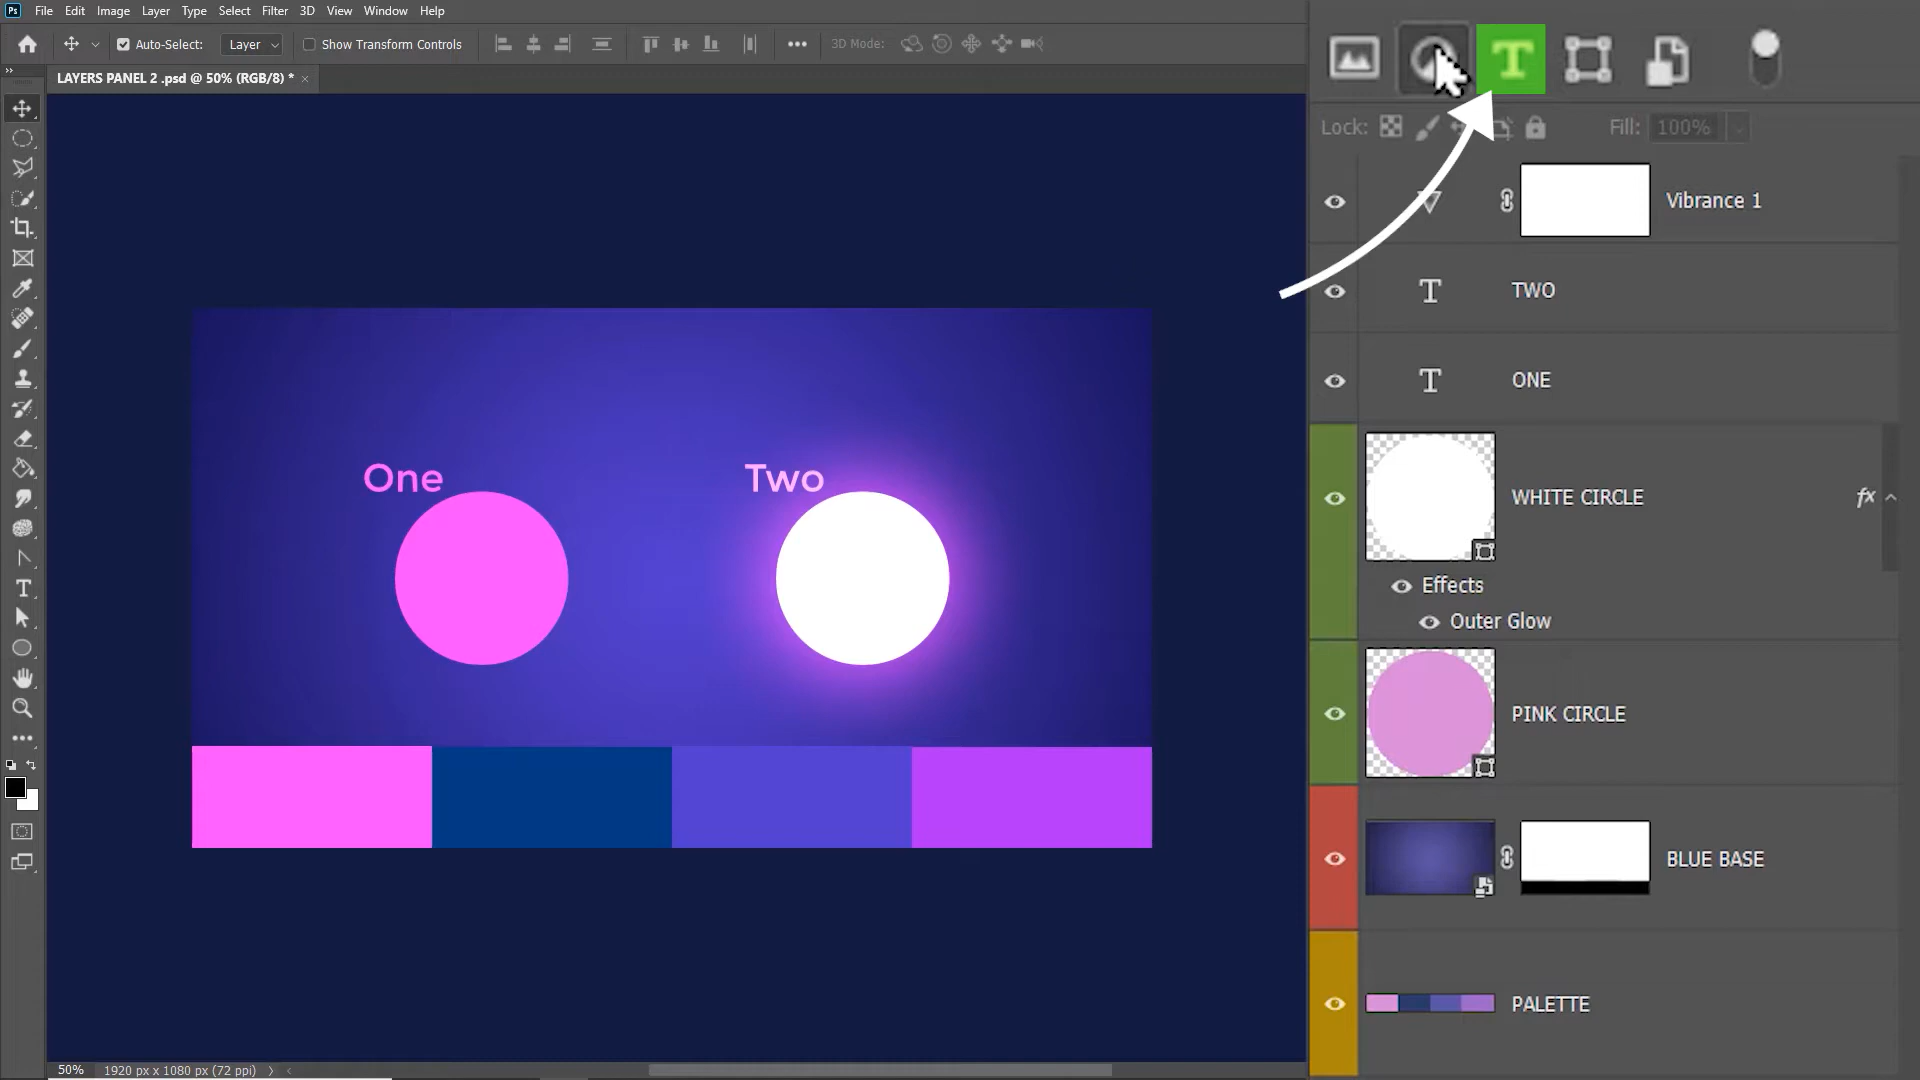 Ps File Edit Image Layer Type Select Filter 3D View Window Help
Auto-Select: Layer Show Transform Controls 3D Mode:
LAYERS PANEL 2 .psd @ 50% (RGB/8) *
T
Lock: Fill: 100%
Vibrance 1
T TWO
T ONE
WHITE CIRCLE fx
Effects
Outer Glow
PINK CIRCLE
BLUE BASE
PALETTE
One Two
50% 1920 px x 1080 px (72 ppi)